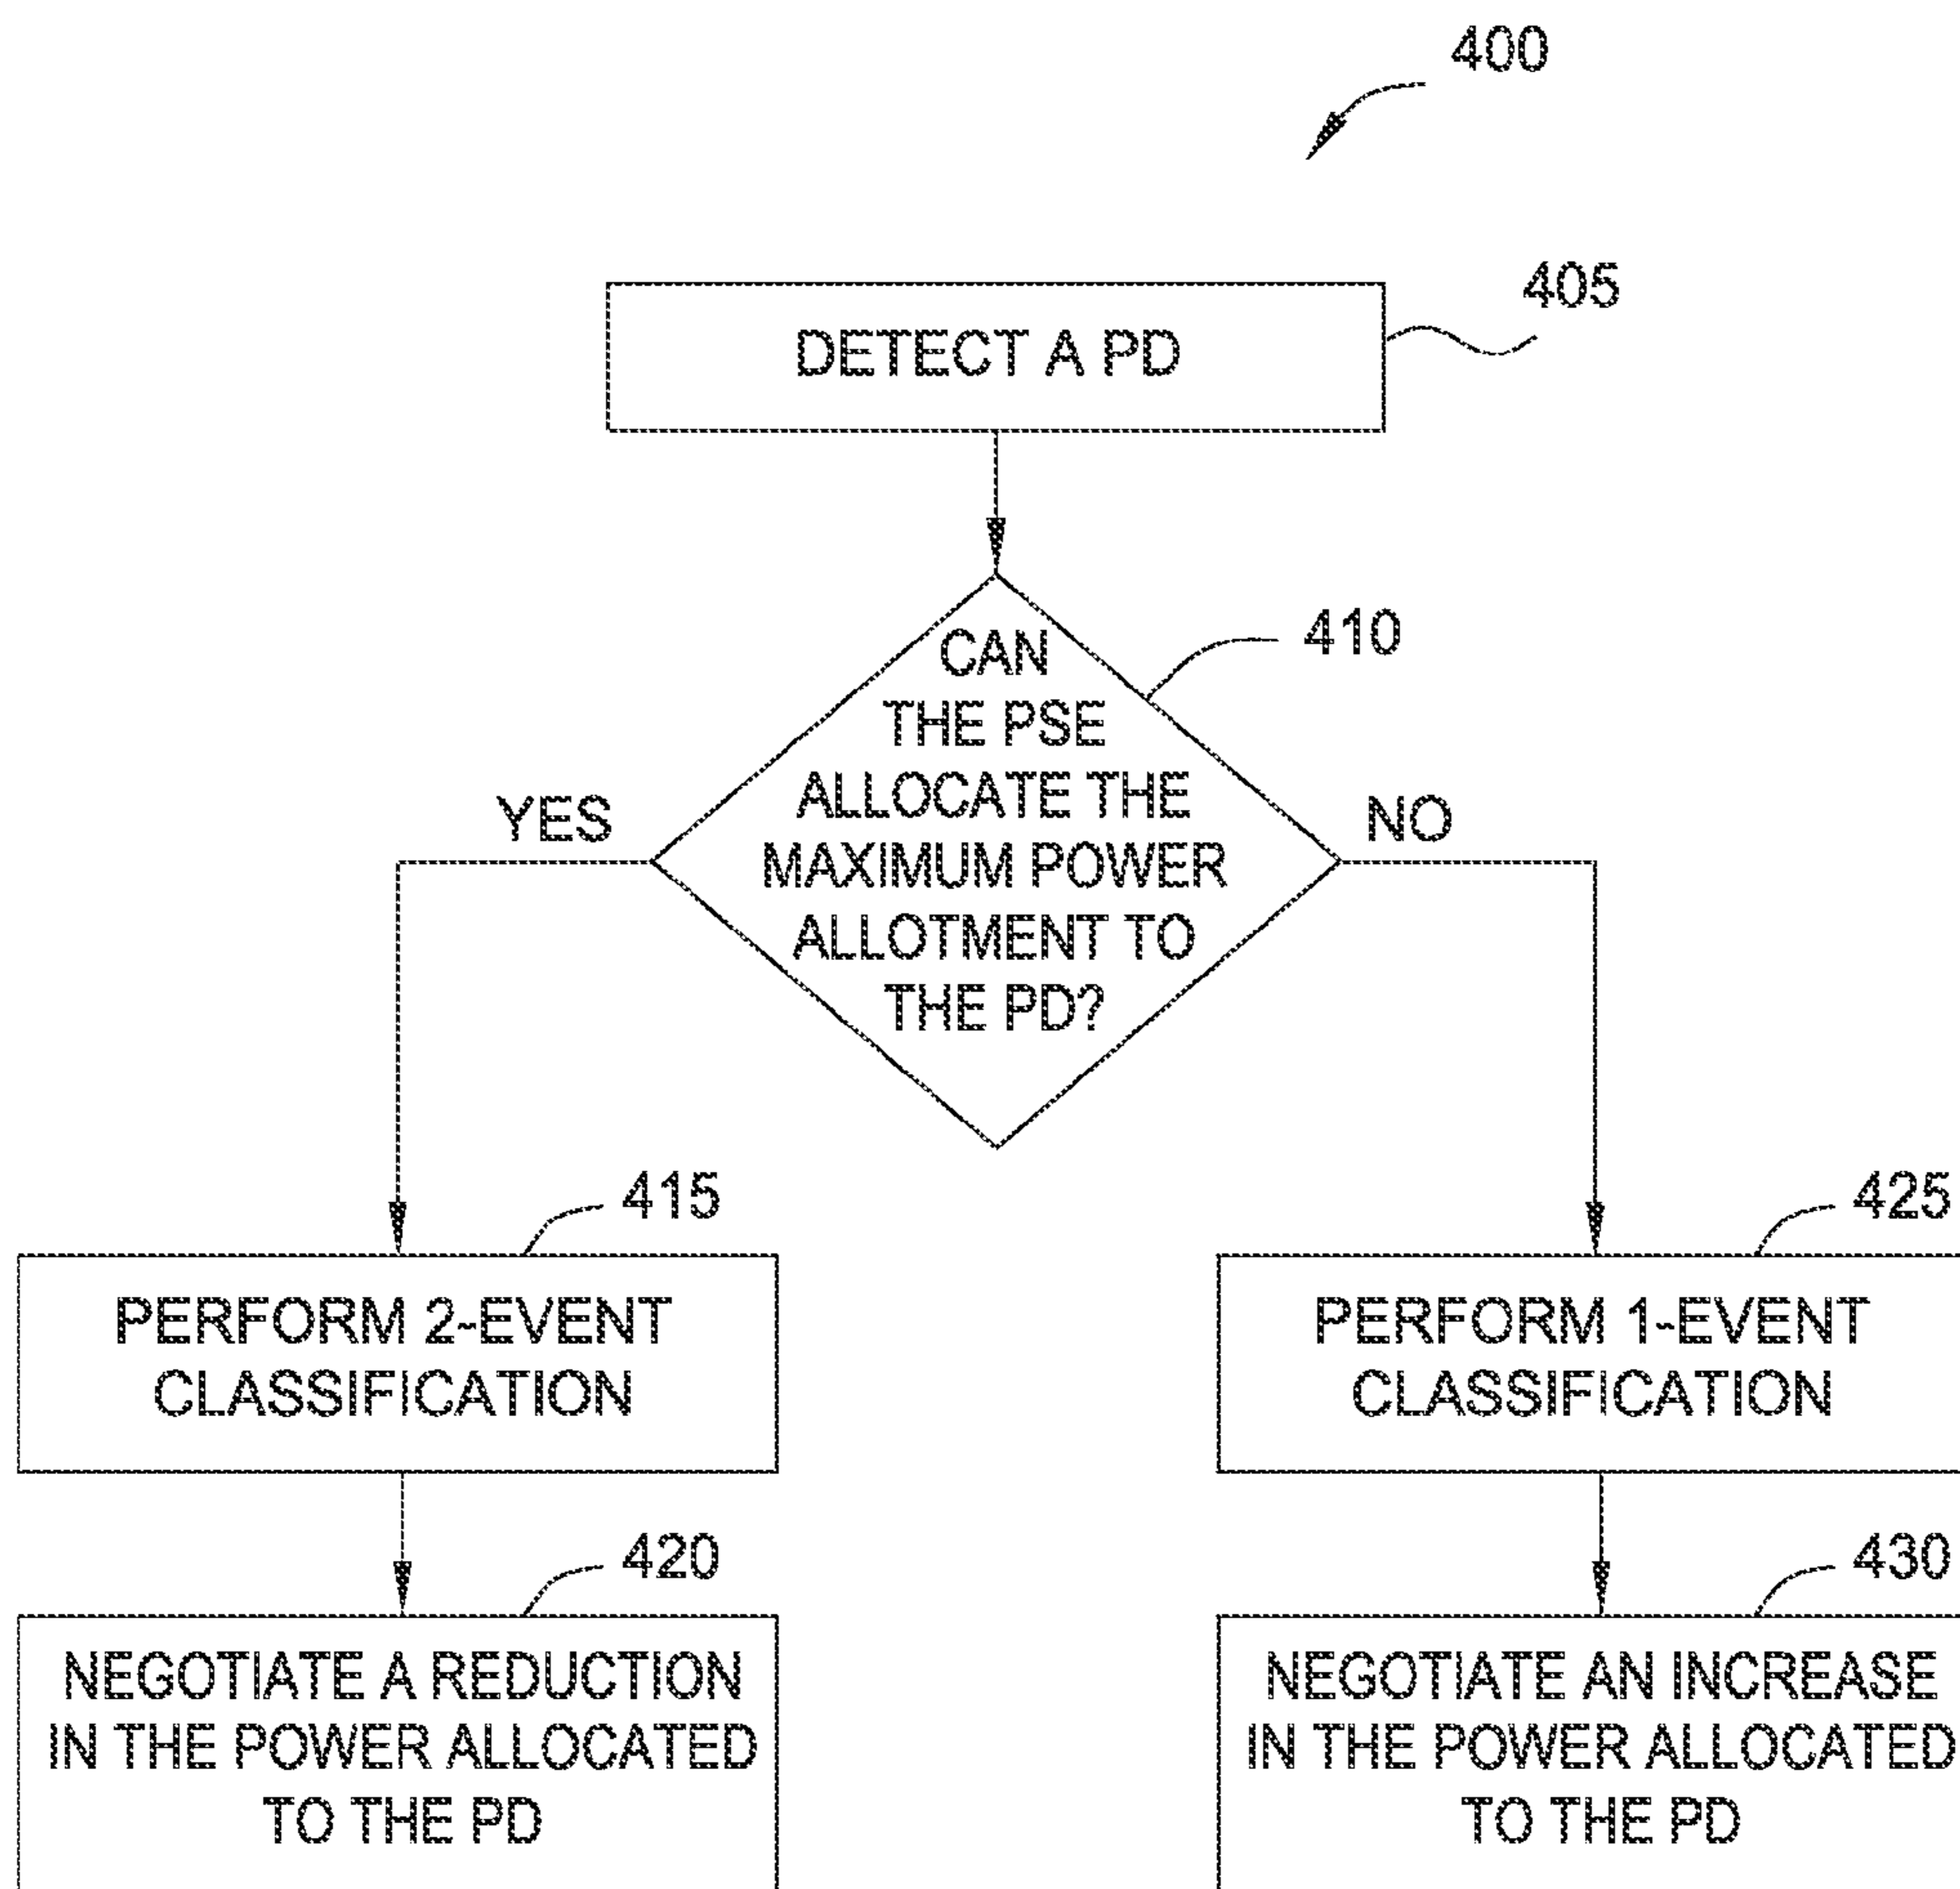 400
DETECT A PD
405
CAN
THE PSE
ALLOCATE THE
MAXIMUM POWER
ALLOTMENT TO
THE PD?
410
YES
NO
415
PERFORM 2-EVENT
CLASSIFICATION
425
PERFORM 1-EVENT
CLASSIFICATION
420
NEGOTIATE A REDUCTION
IN THE POWER ALLOCATED
TO THE PD
430
NEGOTIATE AN INCREASE
IN THE POWER ALLOCATED
TO THE PD